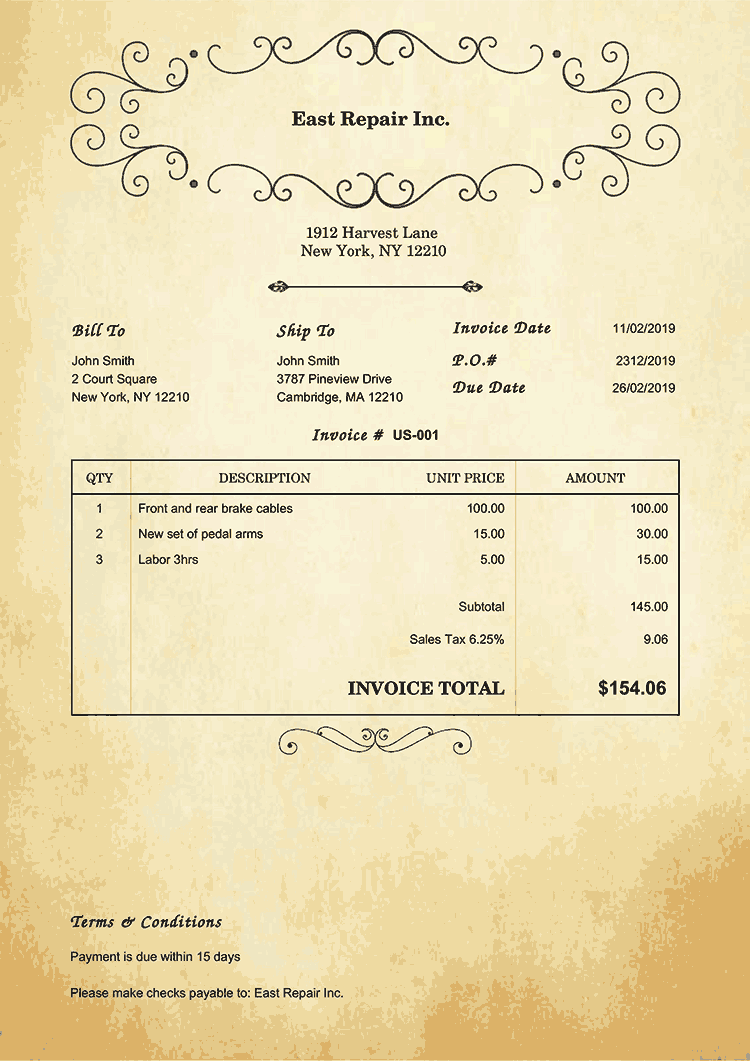 East Repair Inc.
1912 Harvest Lane
New York, NY 12210
Bill To
John Smith
2 Court Square
New York, NY 12210
Ship To
John Smith
3787 Pineview Drive
Cambridge, MA 12210
Invoice Date 11/02/2019
P.O.# 2312/2019
Due Date 26/02/2019
Invoice # US-001
QTY DESCRIPTION UNIT PRICE AMOUNT
1 Front and rear brake cables 100.00 100.00
2 New set of pedal arms 15.00 30.00
3 Labor 3hrs 5.00 15.00
Subtotal 145.00
Sales Tax 6.25% 9.06
INVOICE TOTAL $154.06
Terms & Conditions
Payment is due within 15 days
Please make checks payable to: East Repair Inc.